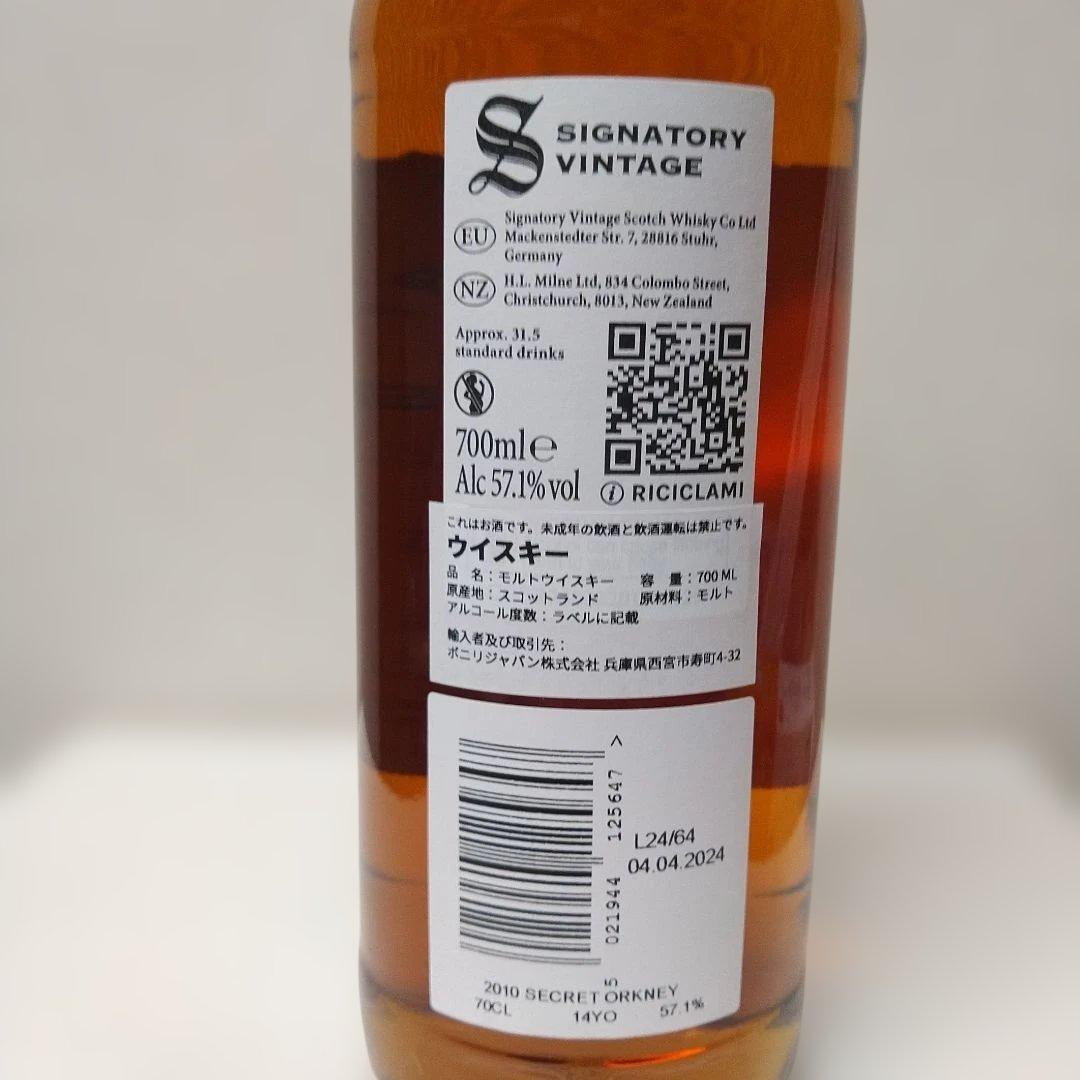 S SIGNATORY
VINTAGE
EU
Signatory Vintage Scotch Whisky Co Ltd
Mackenstedter Str. 7, 28816 Stuhr,
Germany
NZ
H.L. Milne Ltd, 834 Colombo Street,
Christchurch, 8013, New Zealand
Approx. 31.5
standard drinks
700ml℮
Alc 57.1% vol
i RICICLAMI
これはお酒です。未成年の飲酒と飲酒運転は禁止です。
ウイスキー
品 名：モルトウイスキー 容 量：700 ML
原産地：スコットランド 原材料：モルト
アルコール度数：ラベルに記載
輸入者及び取引先：
ボニリジャパン株式会社 兵庫県西宮市寿町4-32
5 021944 125647 >
L24/64
04.04.2024
2010 SECRET ORKNEY
70CL 14YO 57.1%